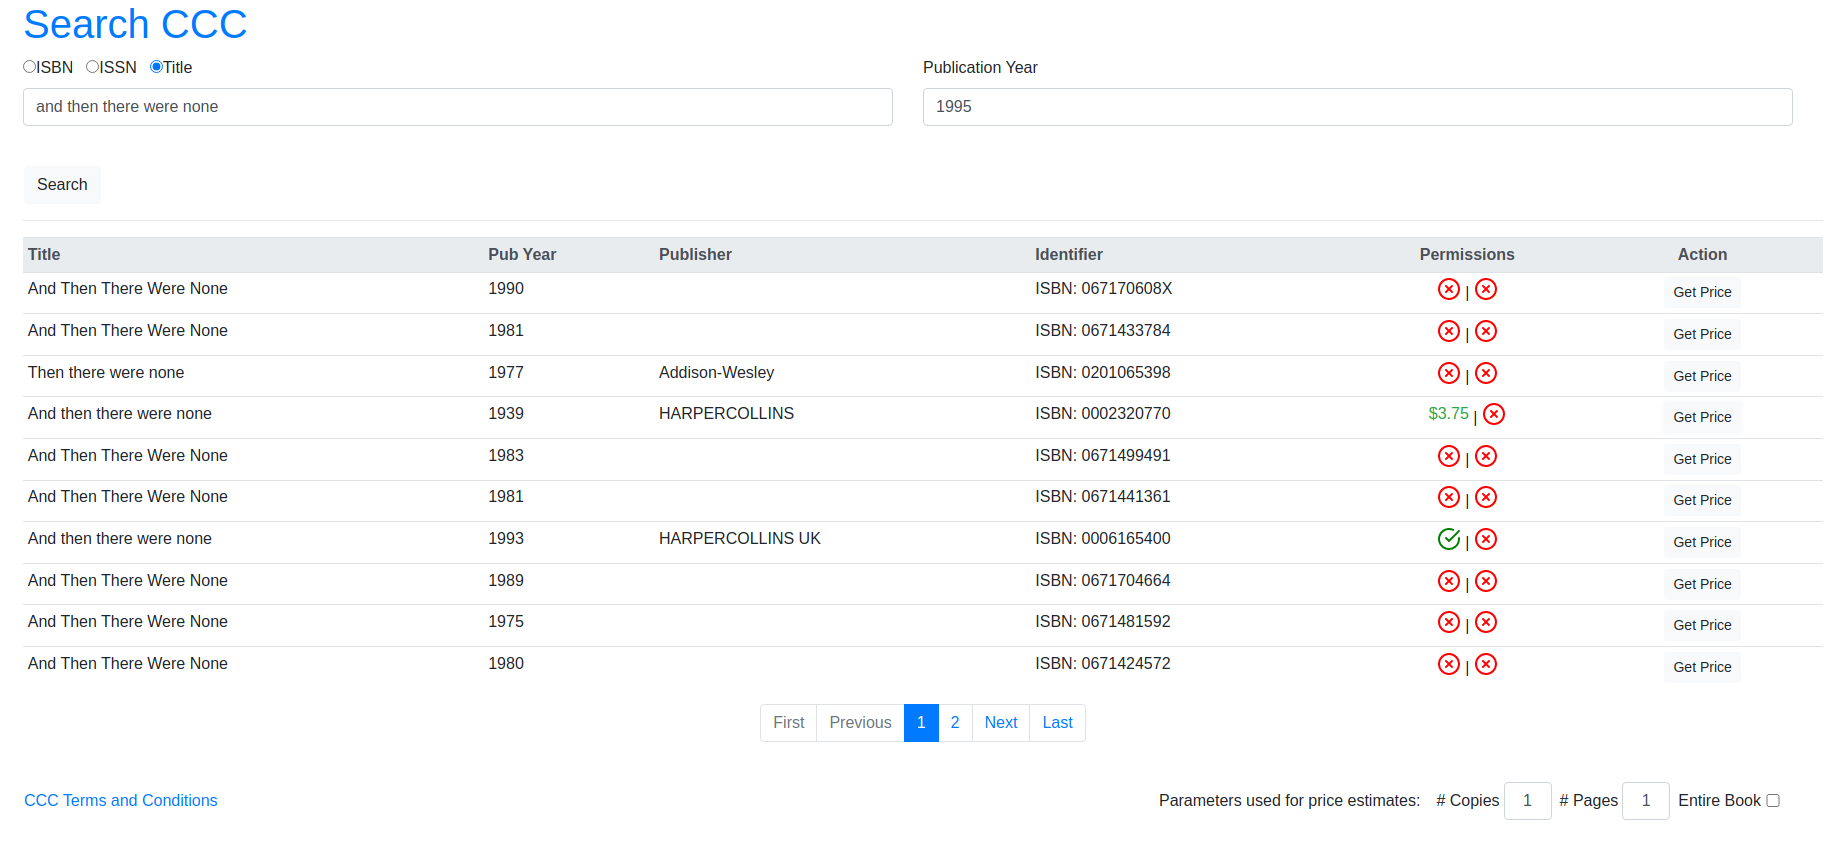 Search CCC
ISBN ISSN Title Publication Year
and then there were none 1995
Search
Title Pub Year Publisher Identifier Permissions Action
And Then There Were None 1990 ISBN: 067170608X | Get Price
And Then There Were None 1981 ISBN: 0671433784 | Get Price
Then there were none 1977 Addison-Wesley ISBN: 0201065398 | Get Price
And then there were none 1939 HARPERCOLLINS ISBN: 0002320770 $3.75 | Get Price
And Then There Were None 1983 ISBN: 0671499491 | Get Price
And Then There Were None 1981 ISBN: 0671441361 | Get Price
And then there were none 1993 HARPERCOLLINS UK ISBN: 0006165400 | Get Price
And Then There Were None 1989 ISBN: 0671704664 | Get Price
And Then There Were None 1975 ISBN: 0671481592 | Get Price
And Then There Were None 1980 ISBN: 0671424572 | Get Price
First Previous 1 2 Next Last
CCC Terms and Conditions Parameters used for price estimates: # Copies 1 # Pages 1 Entire Book